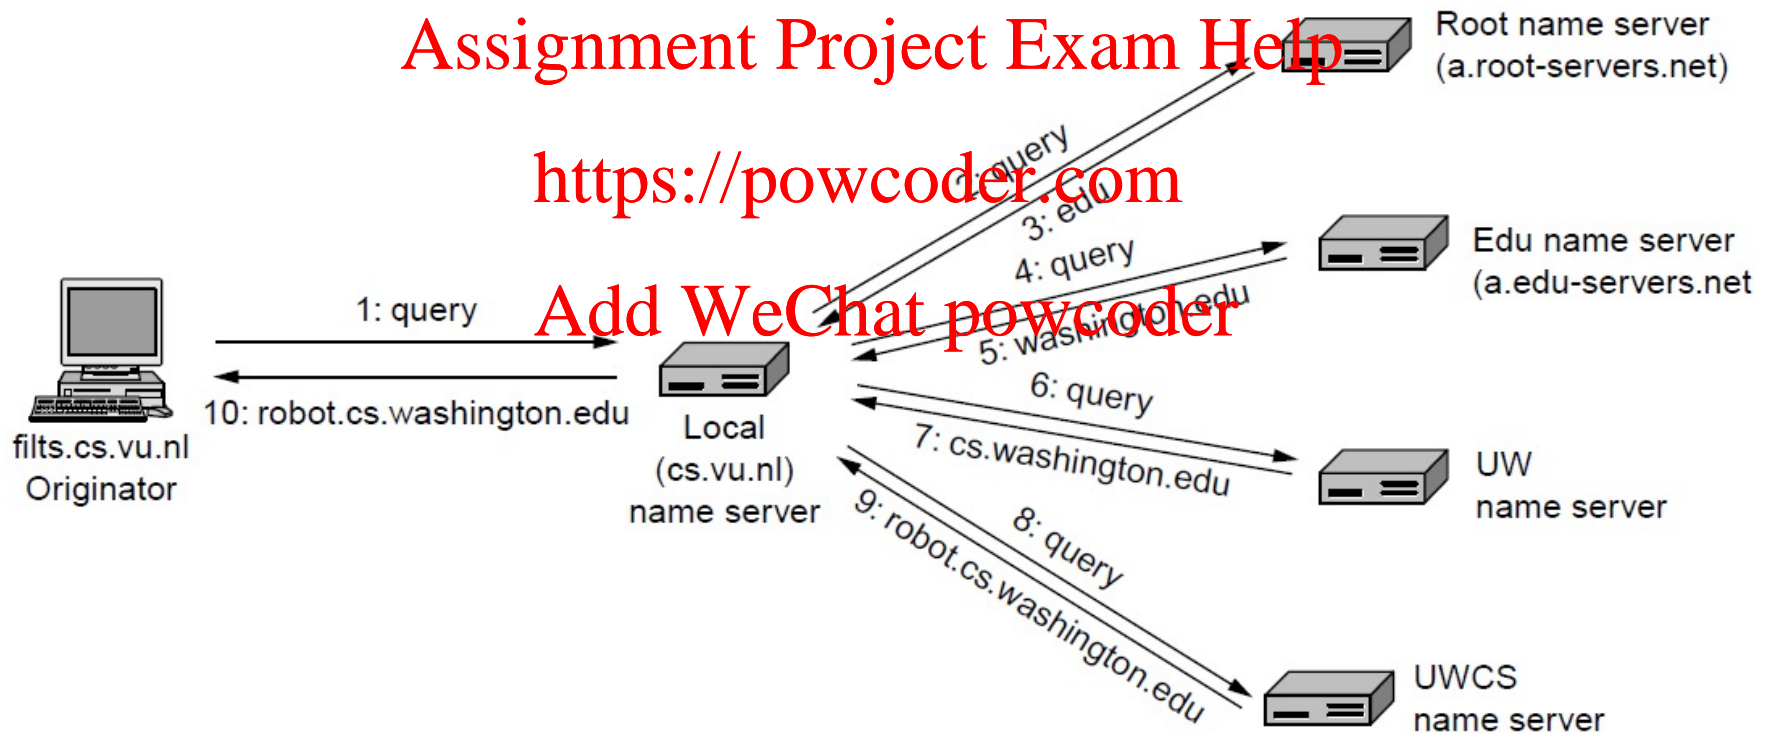 Assignment Project Exam Help
Root name server
(a.root-servers.net)
2: query
https://powcoder.com
3: edu
4: query
Edu name server
(a.edu-servers.net
1: query
Add WeChat powcoder
5: washington.edu
6: query
10: robot.cs.washington.edu
Local
(cs.vu.nl)
name server
filts.cs.vu.nl
Originator
7: cs.washington.edu
UW
name server
8: query
9: robot.cs.washington.edu
UWCS
name server